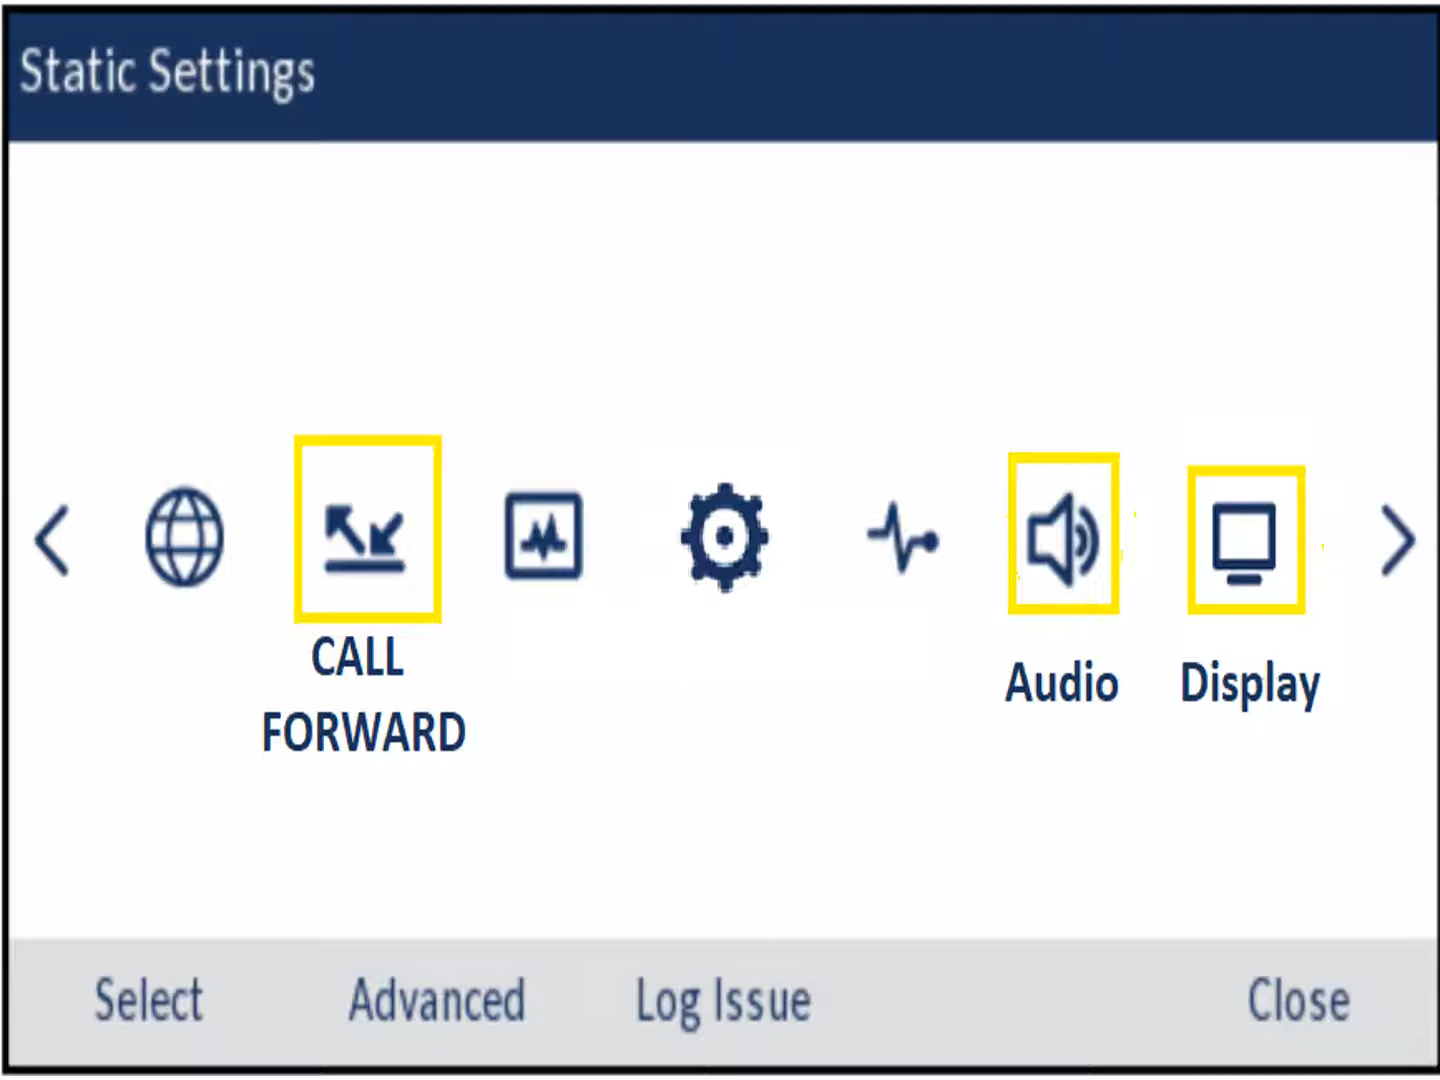 Static Settings
CALL
FORWARD
Audio
Display
Select
Advanced
Log Issue
Close